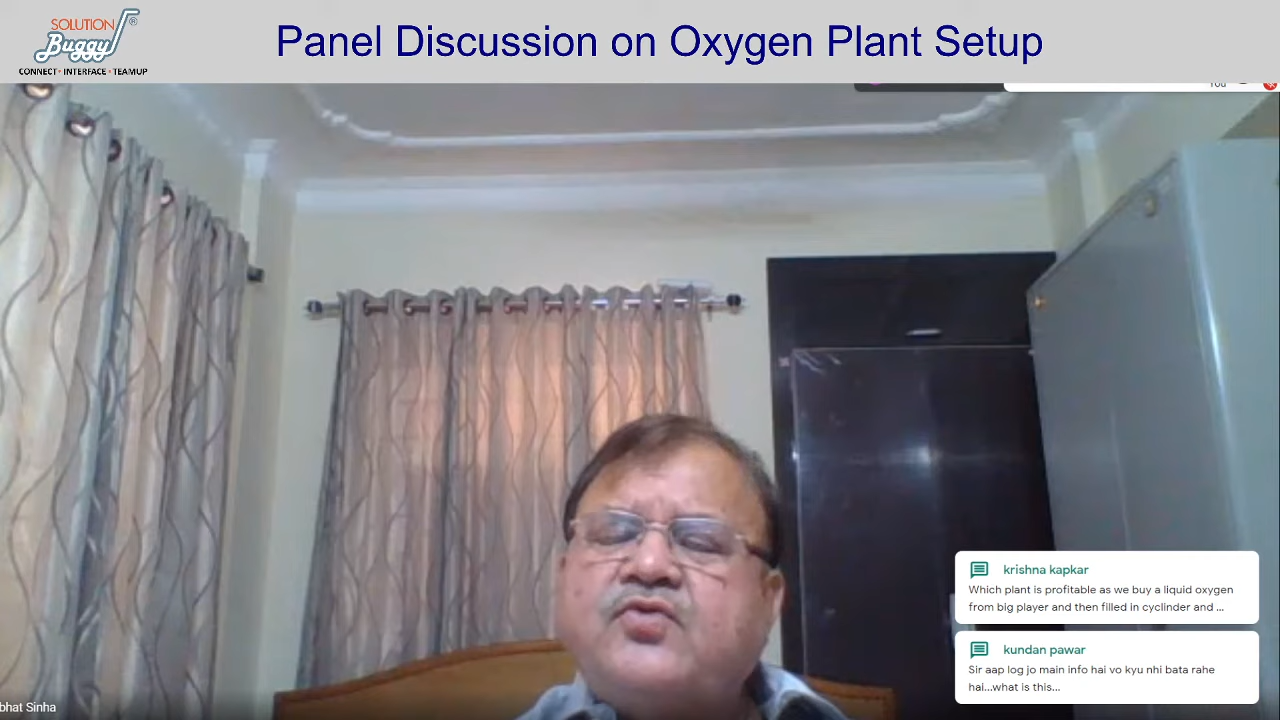 SOLUTION
Buggy®
CONNECT • INTERFACE • TEAMUP
Panel Discussion on Oxygen Plant Setup
You
krishna kapkar
Which plant is profitable as we buy a liquid oxygen
from big player and then filled in cyclinder and ...
kundan pawar
Sir aap log jo main info hai vo kyu nhi bata rahe
hai...what is this...
bhat Sinha